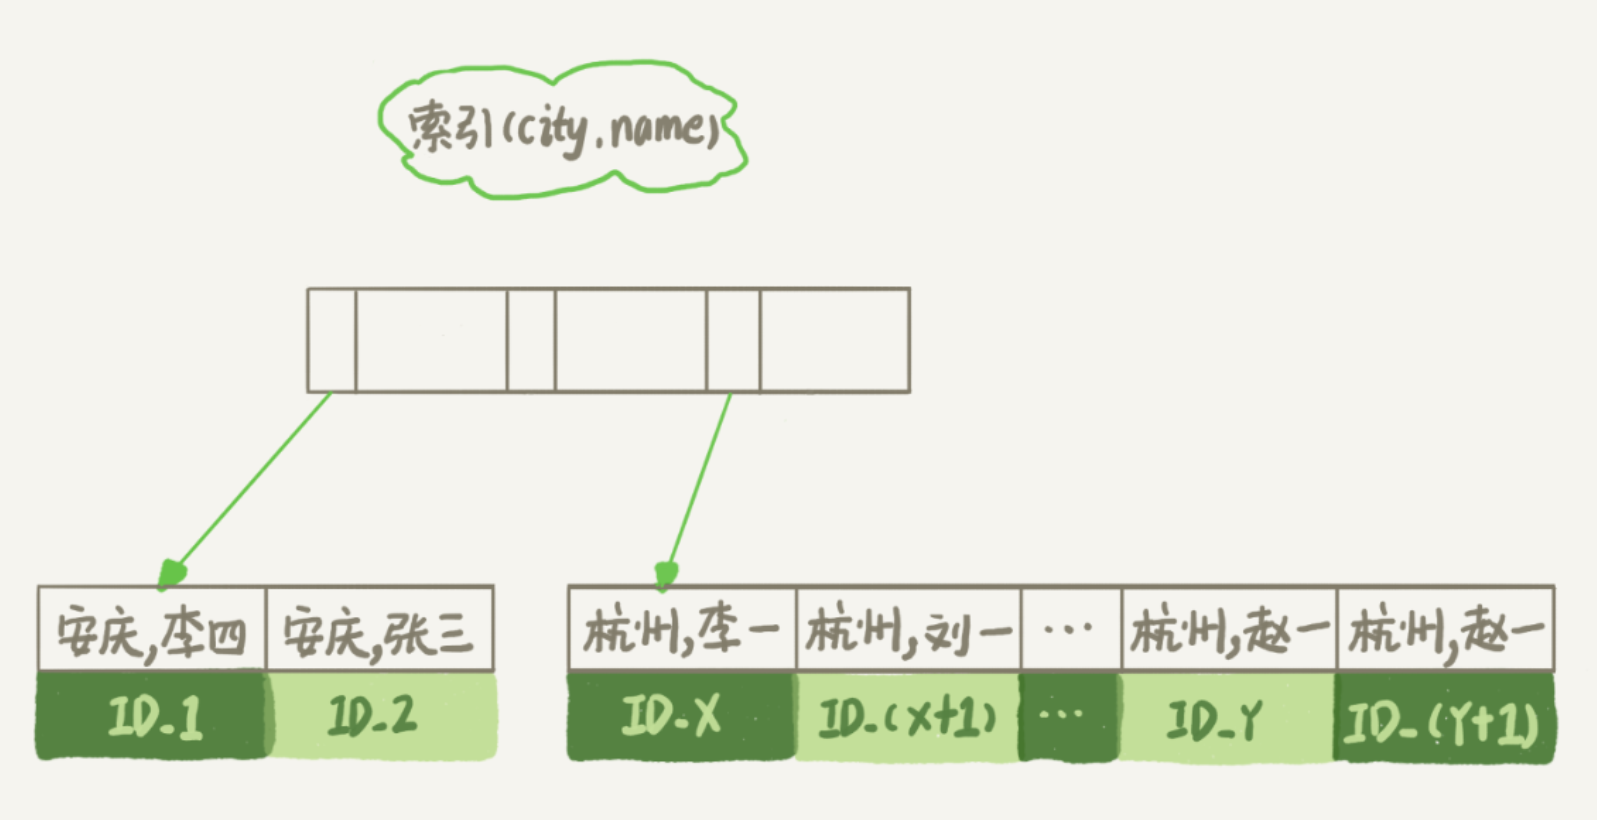 索引(city,name)
安庆,李四 安庆,张三 杭州,李一 杭州,刘一 ... 杭州,赵一 杭州,赵一
ID_1 ID_2 ID_X ID_(X+1) ... ID_Y ID_(Y+1)